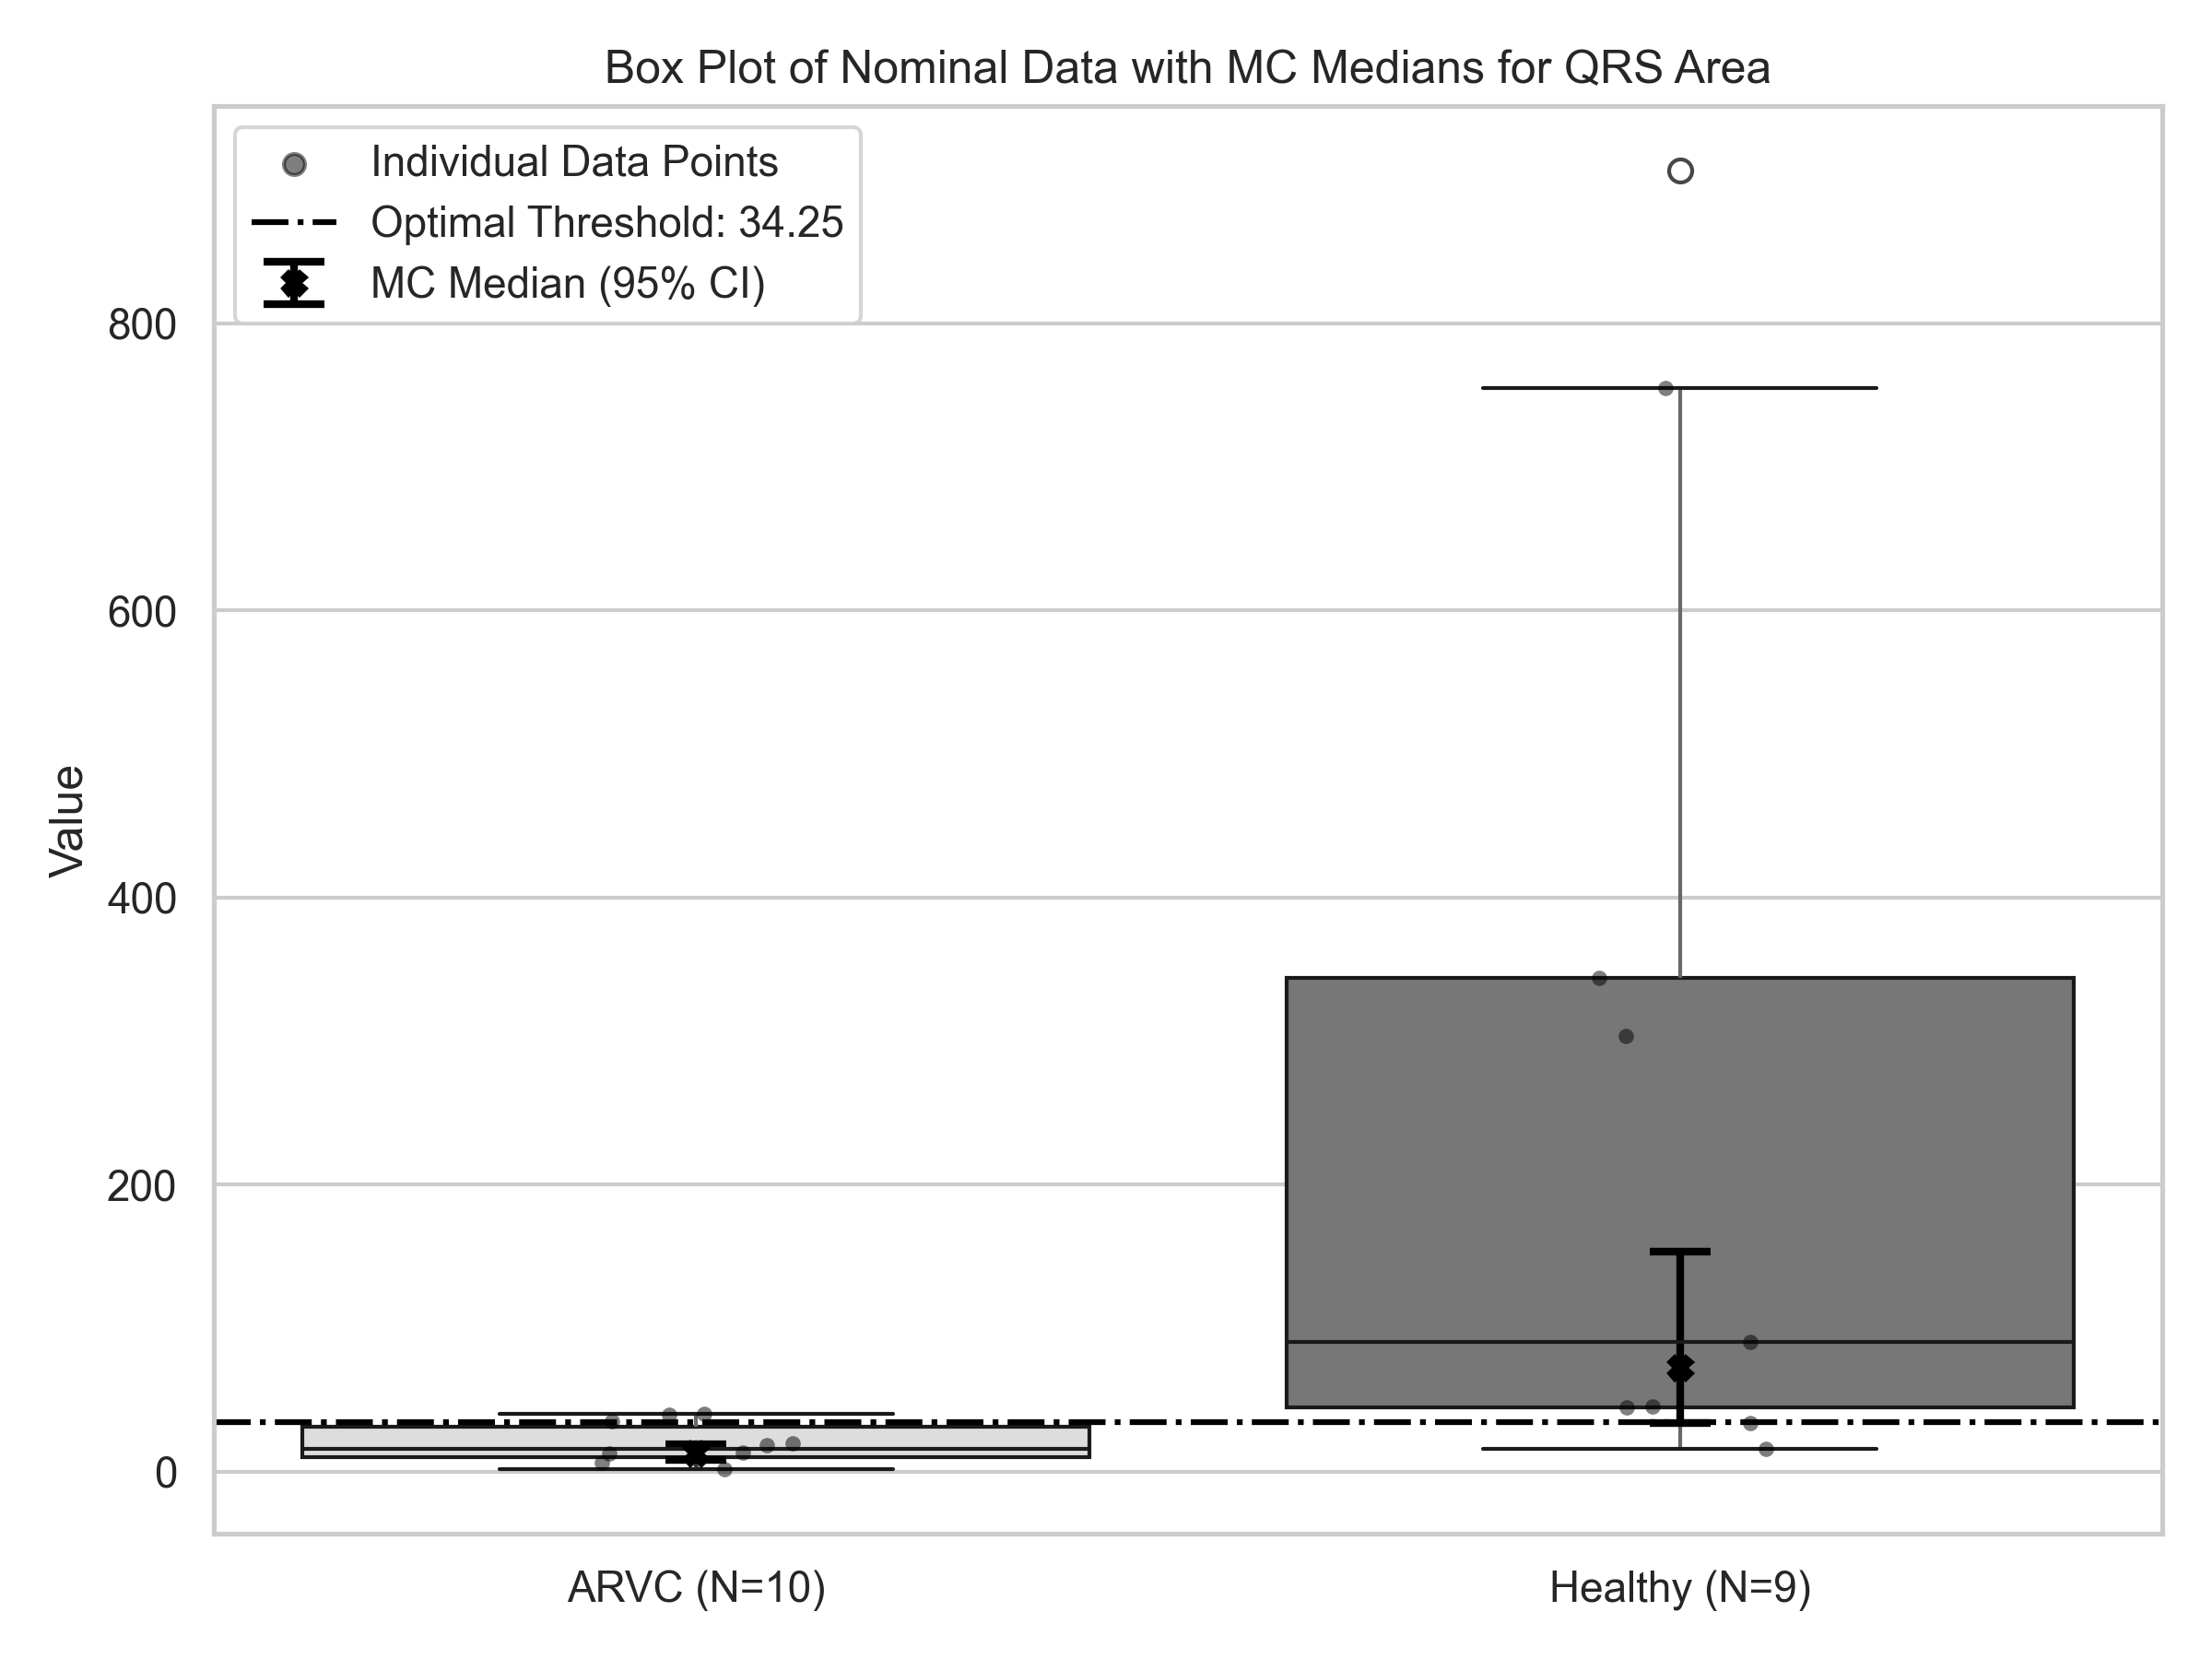 Box Plot of Nominal Data with MC Medians for QRS Area
Individual Data Points
Optimal Threshold: 34.25
MC Median (95% CI)
800
600
400
200
0
Value
ARVC (N=10)
Healthy (N=9)